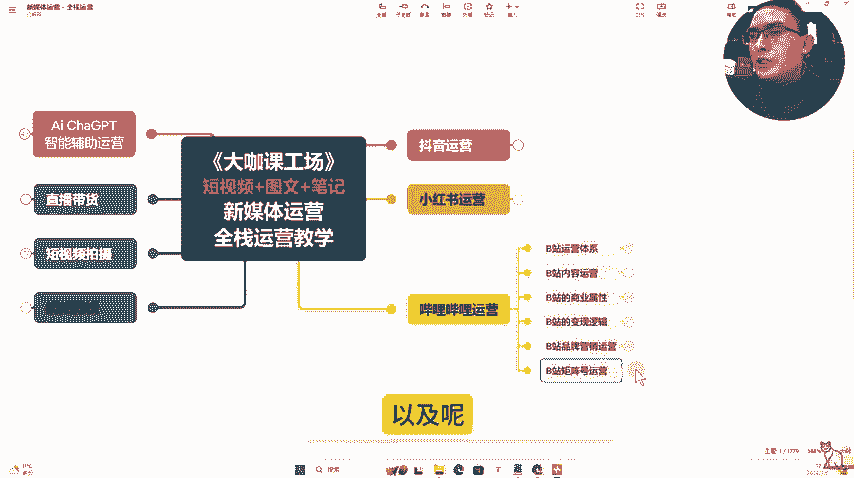 新媒体运营 - 全栈运营
Ai ChaGPT
智能辅助运营
直播带货
短视频拍摄
《大咖课工场》
短视频+图文+笔记
新媒体运营
全栈运营教学
抖音运营
小红书运营
哔哩哔哩运营
B站运营体系
B站内容运营
B站的商业属性
B站的变现逻辑
B站品牌营销运营
B站矩阵号运营
以及呢
搜索